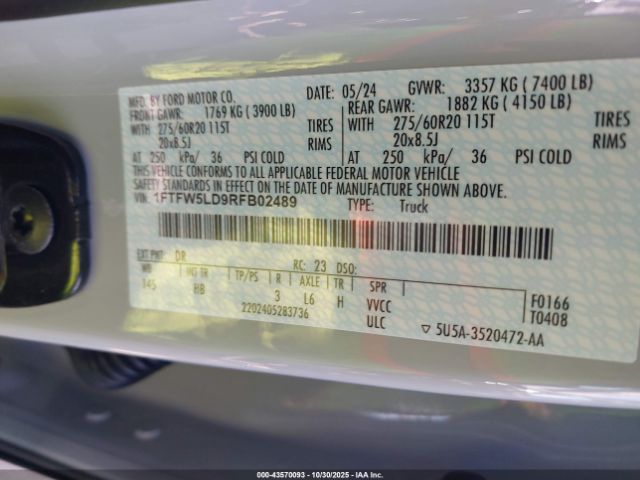 MFD. BY FORD MOTOR CO. DATE: 05/24 GVWR: 3357 KG ( 7400 LB)
FRONT GAWR: 1769 KG ( 3900 LB) REAR GAWR: 1882 KG ( 4150 LB)
WITH 275/60R20 115T TIRES WITH 275/60R20 115T TIRES
20x8.5J RIMS 20x8.5J RIMS
AT 250 kPa/ 36 PSI COLD AT 250 kPa/ 36 PSI COLD
THIS VEHICLE CONFORMS TO ALL APPLICABLE FEDERAL MOTOR
VEHICLE SAFETY AND THEFT PREVENTION STANDARDS IN EFFECT ON THE DATE OF MANUFACTURE SHOWN ABOVE.
VIN: 1FTFW5LD9RFB02489 TYPE: Truck
EXT PNT: DR RC: 23 DSO:
WB INT TR TP/PS R AXLE TR SPR
145 HB 3 L6 H VVCC F0166
2202405283736 ULC ▽ 5U5A-3520472-AA T0408
000-43570093 • 10/30/2025 • IAAI.com